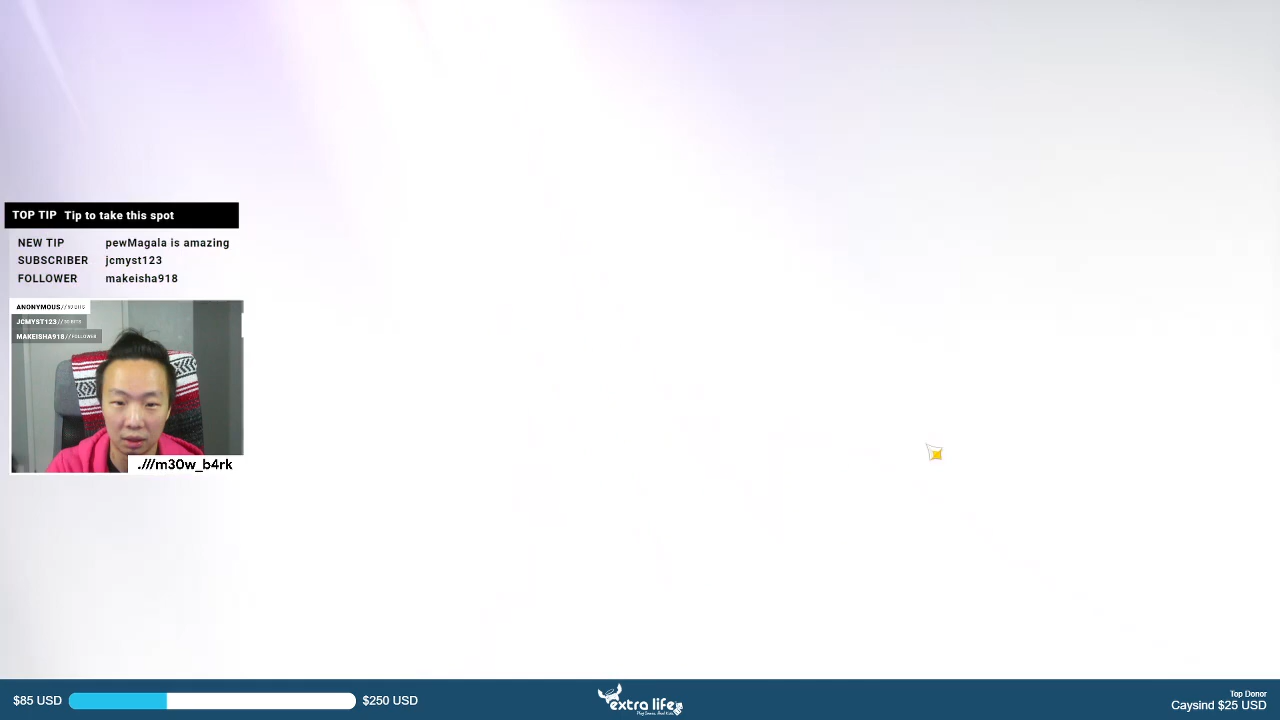 TOP TIP Tip to take this spot
NEW TIP pewMagala is amazing
SUBSCRIBER jcmyst123
FOLLOWER makeisha918
ANONYMOUS//
JCMYST123//
MAKEISHA918//FOLLOWER
.///m30w_b4rk
$85 USD $250 USD
extra life
Top Donor
Caysind $25 USD